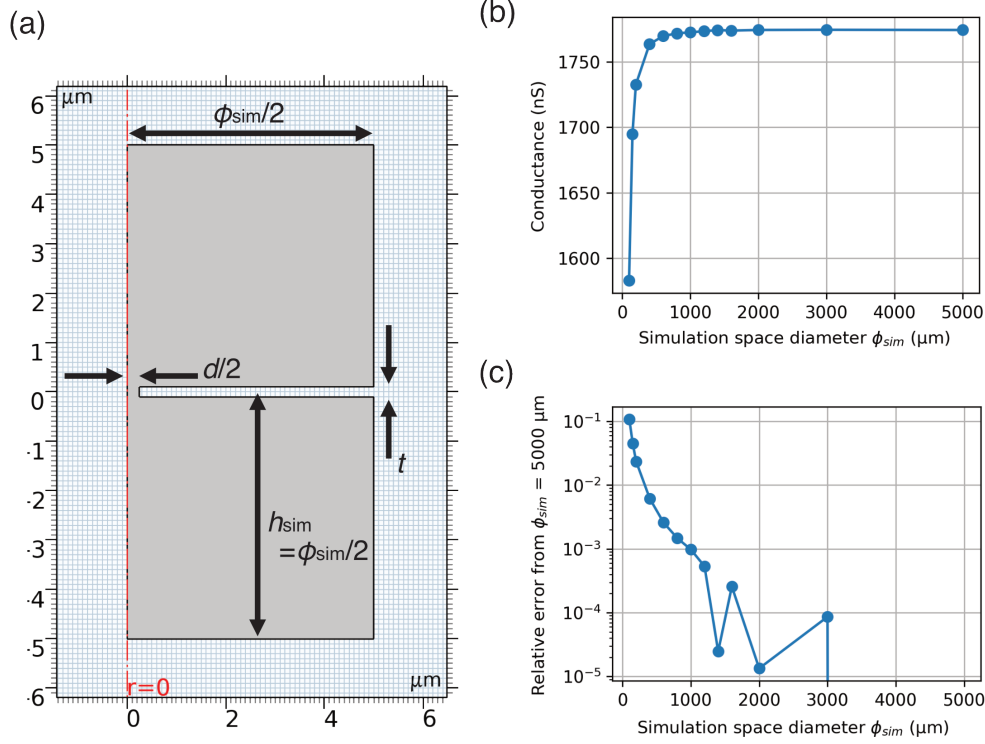 (a)
μm
ϕsim/2
6
5
4
3
2
1
0
-1
-2
-3
-4
-5
-6
d/2
t
hsim
=ϕsim/2
μm
r=0
0
2
4
6
(b)
Conductance (nS)
1750
1700
1650
1600
0
1000
2000
3000
4000
5000
Simulation space diameter ϕsim (μm)
(c)
Relative error from ϕsim = 5000 μm
10⁻¹
10⁻²
10⁻³
10⁻⁴
10⁻⁵
0
1000
2000
3000
4000
5000
Simulation space diameter ϕsim (μm)